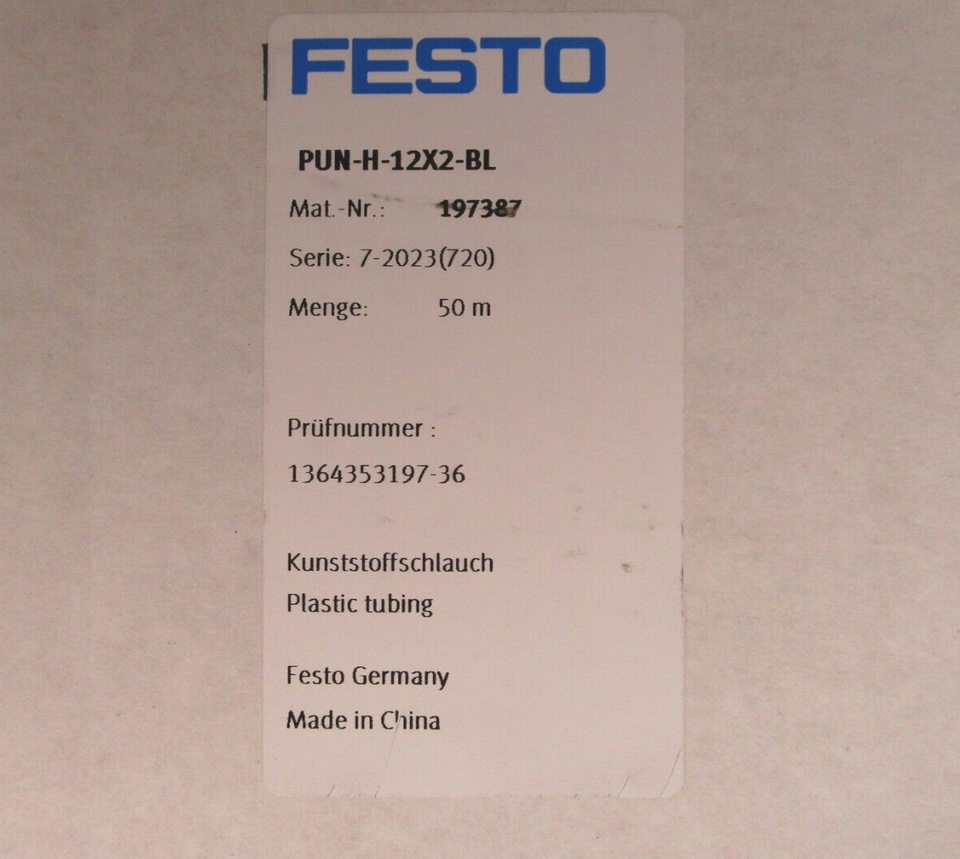 FESTO
PUN-H-12X2-BL
Mat.-Nr.: 197387
Serie: 7-2023(720)
Menge: 50 m
Prüfnummer :
1364353197-36
Kunststoffschlauch
Plastic tubing
Festo Germany
Made in China